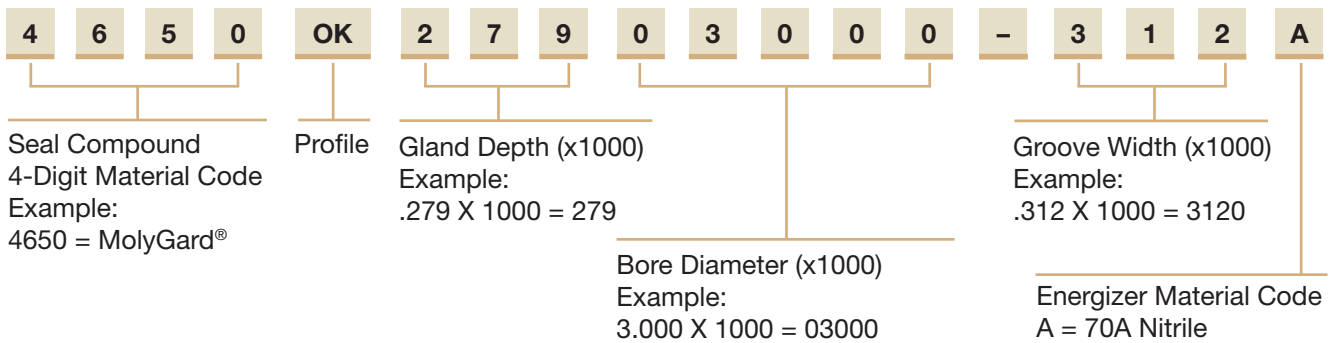 4 6 5 0 OK 2 7 9 0 3 0 0 0 – 3 1 2 A
Seal Compound
4-Digit Material Code
Example:
4650 = MolyGard®
Profile
Gland Depth (x1000)
Example:
.279 X 1000 = 279
Bore Diameter (x1000)
Example:
3.000 X 1000 = 03000
Groove Width (x1000)
Example:
.312 X 1000 = 3120
Energizer Material Code
A = 70A Nitrile